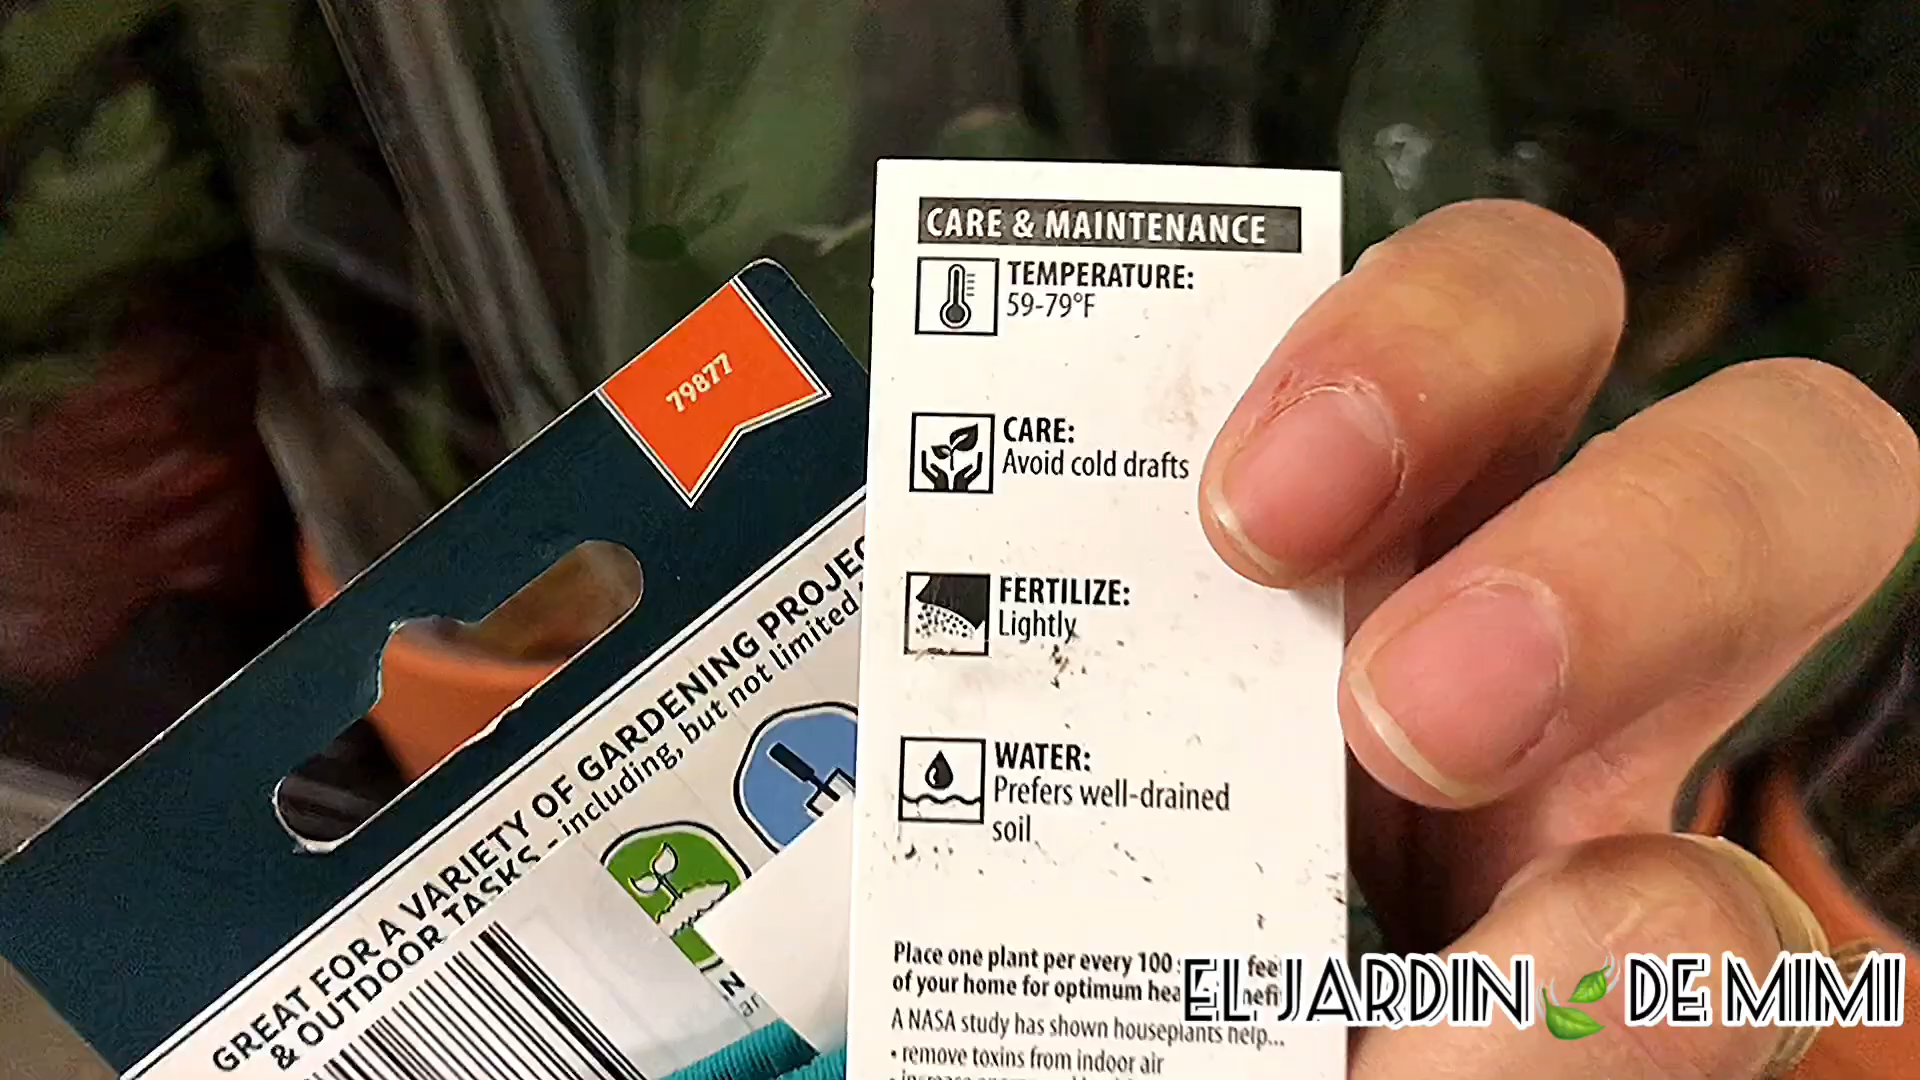 CARE & MAINTENANCE
TEMPERATURE:
59-79°F
CARE:
Avoid cold drafts
FERTILIZE:
Lightly
WATER:
Prefers well-drained
soil
Place one plant per every 100
of your home for optimum
A NASA study has shown houseplants help...
• remove toxins from indoor air
79877
GREAT FOR A VARIETY OF GARDENING
& OUTDOOR TASKS - including, but not limited
EL JARDIN DE MIMI